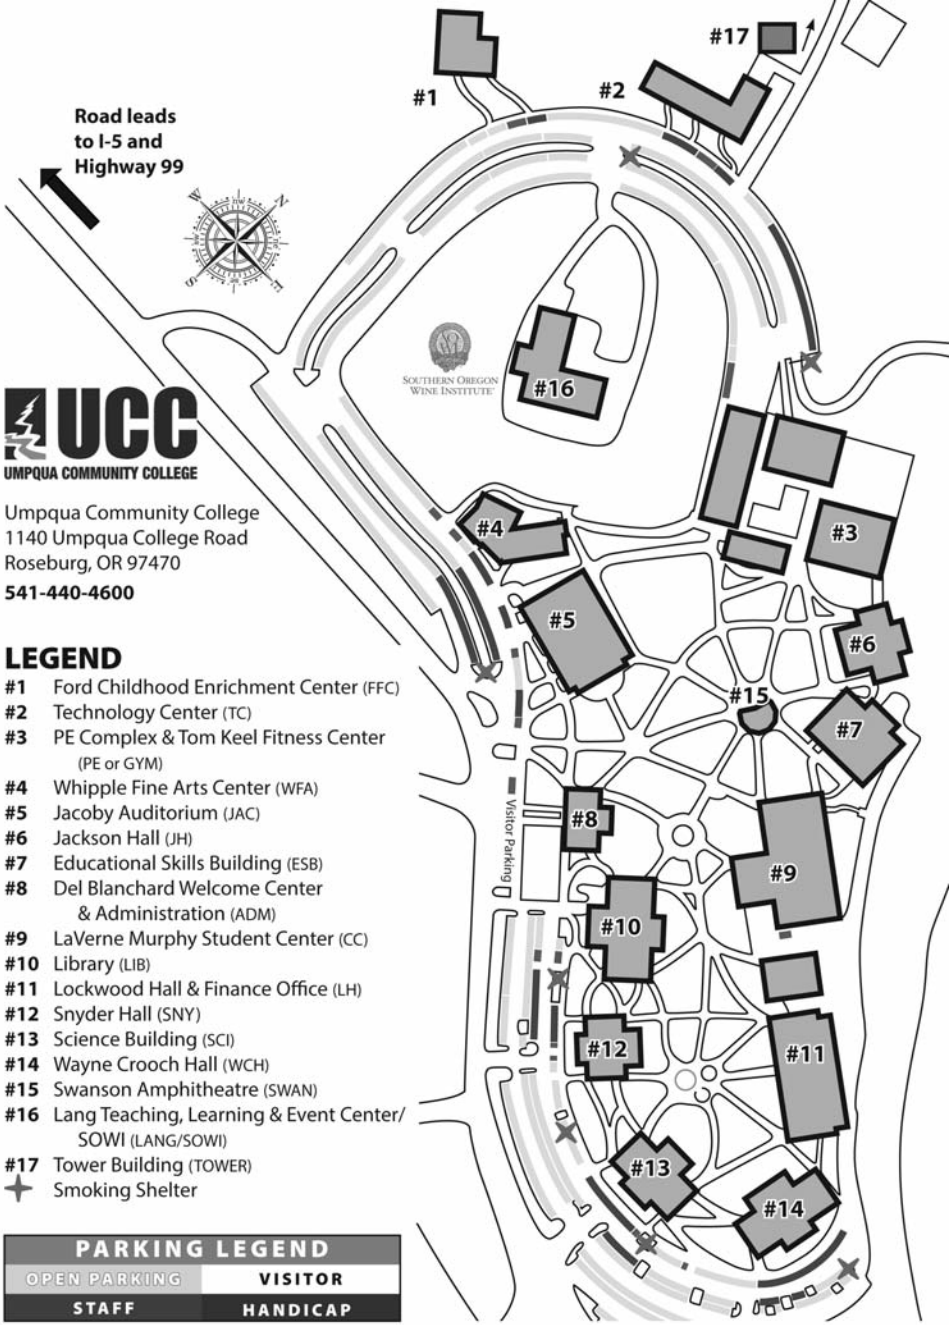 #17
#1
#2
Road leads
to I-5 and
Highway 99
W
N
S
E
SOUTHERN OREGON
WINE INSTITUTE
#16
UCC
UMPQUA COMMUNITY COLLEGE
Umpqua Community College
1140 Umpqua College Road
Roseburg, OR 97470
541-440-4600
#4
#3
#5
#6
#15
#7
#8
Visitor Parking
#9
#10
#11
#12
#13
#14
LEGEND
#1 Ford Childhood Enrichment Center (FFC)
#2 Technology Center (TC)
#3 PE Complex & Tom Keel Fitness Center
(PE or GYM)
#4 Whipple Fine Arts Center (WFA)
#5 Jacoby Auditorium (JAC)
#6 Jackson Hall (JH)
#7 Educational Skills Building (ESB)
#8 Del Blanchard Welcome Center
& Administration (ADM)
#9 LaVerne Murphy Student Center (CC)
#10 Library (LIB)
#11 Lockwood Hall & Finance Office (LH)
#12 Snyder Hall (SNY)
#13 Science Building (SCI)
#14 Wayne Crooch Hall (WCH)
#15 Swanson Amphitheatre (SWAN)
#16 Lang Teaching, Learning & Event Center/
SOWI (LANG/SOWI)
#17 Tower Building (TOWER)
Smoking Shelter
PARKING LEGEND
OPEN PARKING VISITOR
STAFF HANDICAP